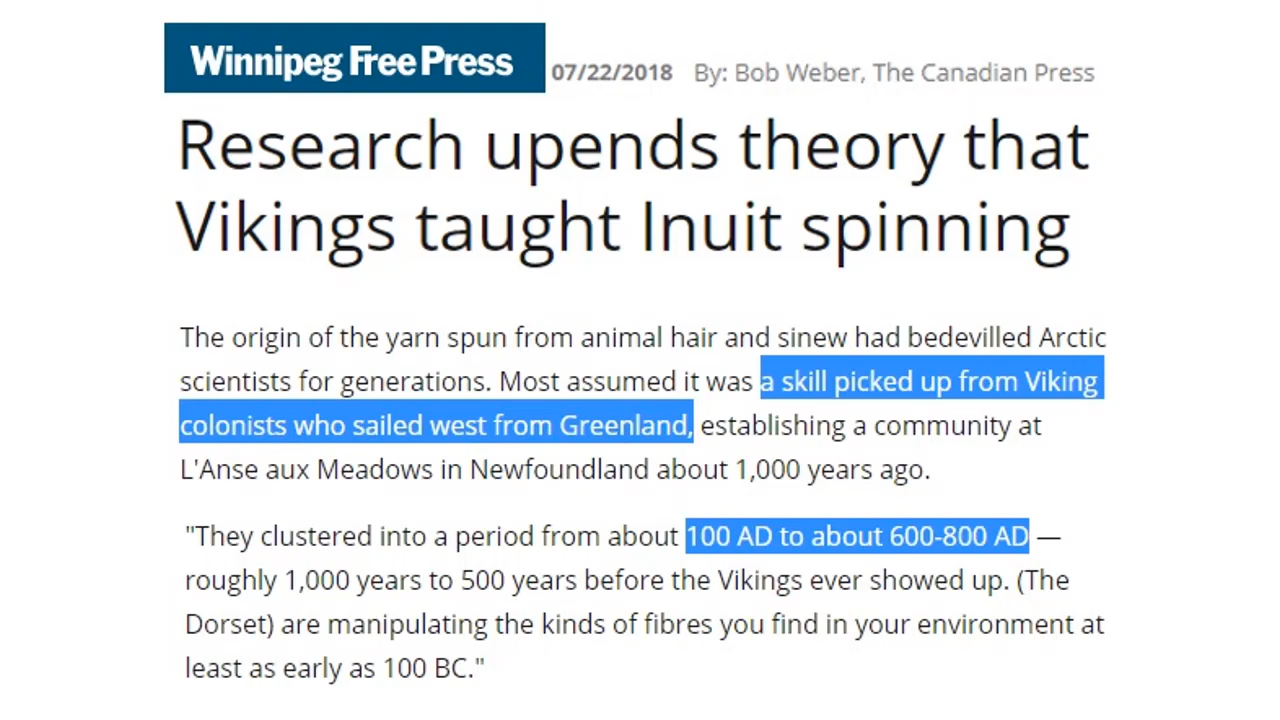 Winnipeg Free Press 07/22/2018 By: Bob Weber, The Canadian Press
Research upends theory that
Vikings taught Inuit spinning
The origin of the yarn spun from animal hair and sinew had bedevilled Arctic
scientists for generations. Most assumed it was a skill picked up from Viking
colonists who sailed west from Greenland, establishing a community at
L'Anse aux Meadows in Newfoundland about 1,000 years ago.
"They clustered into a period from about 100 AD to about 600-800 AD —
roughly 1,000 years to 500 years before the Vikings ever showed up. (The
Dorset) are manipulating the kinds of fibres you find in your environment at
least as early as 100 BC."